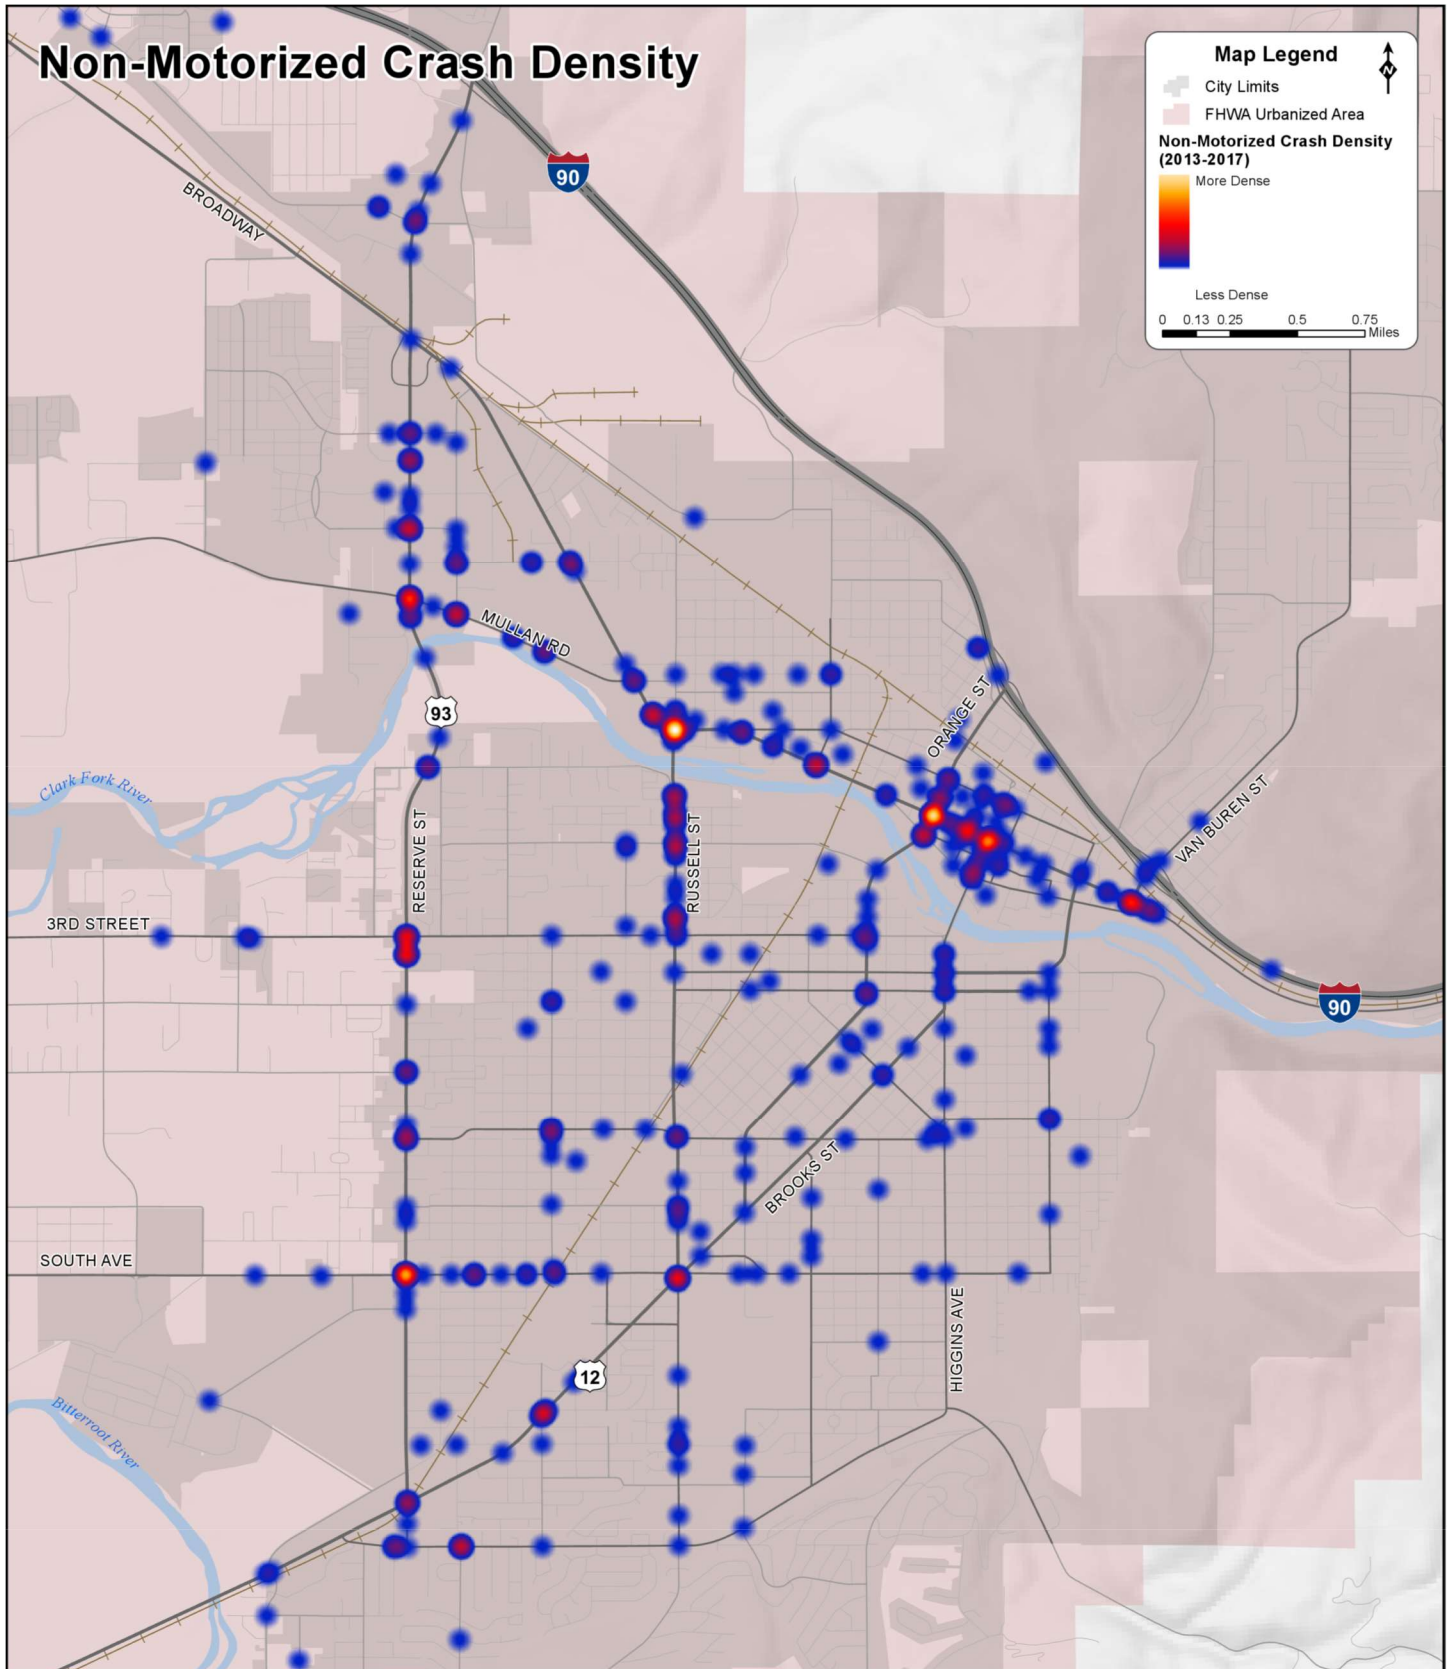 Non-Motorized Crash Density
Map Legend
N
City Limits
FHWA Urbanized Area
Non-Motorized Crash Density
(2013-2017)
More Dense
Less Dense
0 0.13 0.25 0.5 0.75
Miles
90
BROADWAY
MULLAN RD
ORANGE ST
93
Clark Fork River
RESERVE ST
RUSSELL ST
VAN BUREN ST
3RD STREET
90
BROOKS ST
SOUTH AVE
HIGGINS AVE
12
Bitterroot River